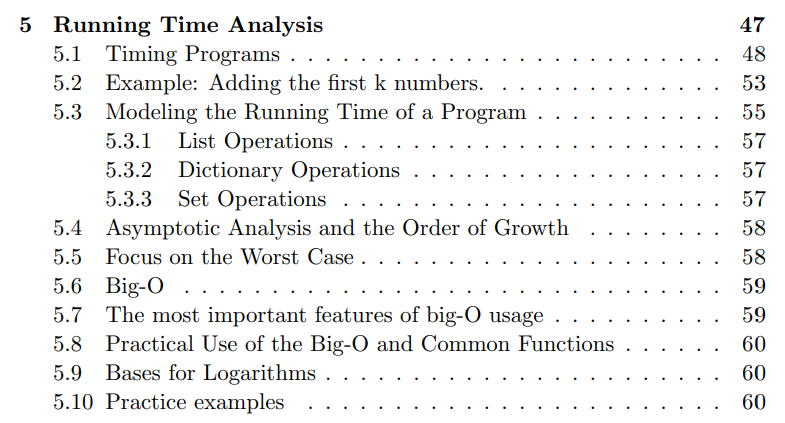 5 Running Time Analysis 47
5.1 Timing Programs . . . . . . . . . . . . . . . . . . . . . . . . . 48
5.2 Example: Adding the first k numbers. . . . . . . . . . . . . . 53
5.3 Modeling the Running Time of a Program . . . . . . . . . . . 55
5.3.1 List Operations . . . . . . . . . . . . . . . . . . . . . . 57
5.3.2 Dictionary Operations . . . . . . . . . . . . . . . . . . 57
5.3.3 Set Operations . . . . . . . . . . . . . . . . . . . . . . 57
5.4 Asymptotic Analysis and the Order of Growth . . . . . . . . 58
5.5 Focus on the Worst Case . . . . . . . . . . . . . . . . . . . . . 58
5.6 Big-O . . . . . . . . . . . . . . . . . . . . . . . . . . . . . . . 59
5.7 The most important features of big-O usage . . . . . . . . . . 59
5.8 Practical Use of the Big-O and Common Functions . . . . . . 60
5.9 Bases for Logarithms . . . . . . . . . . . . . . . . . . . . . . . 60
5.10 Practice examples . . . . . . . . . . . . . . . . . . . . . . . . 60